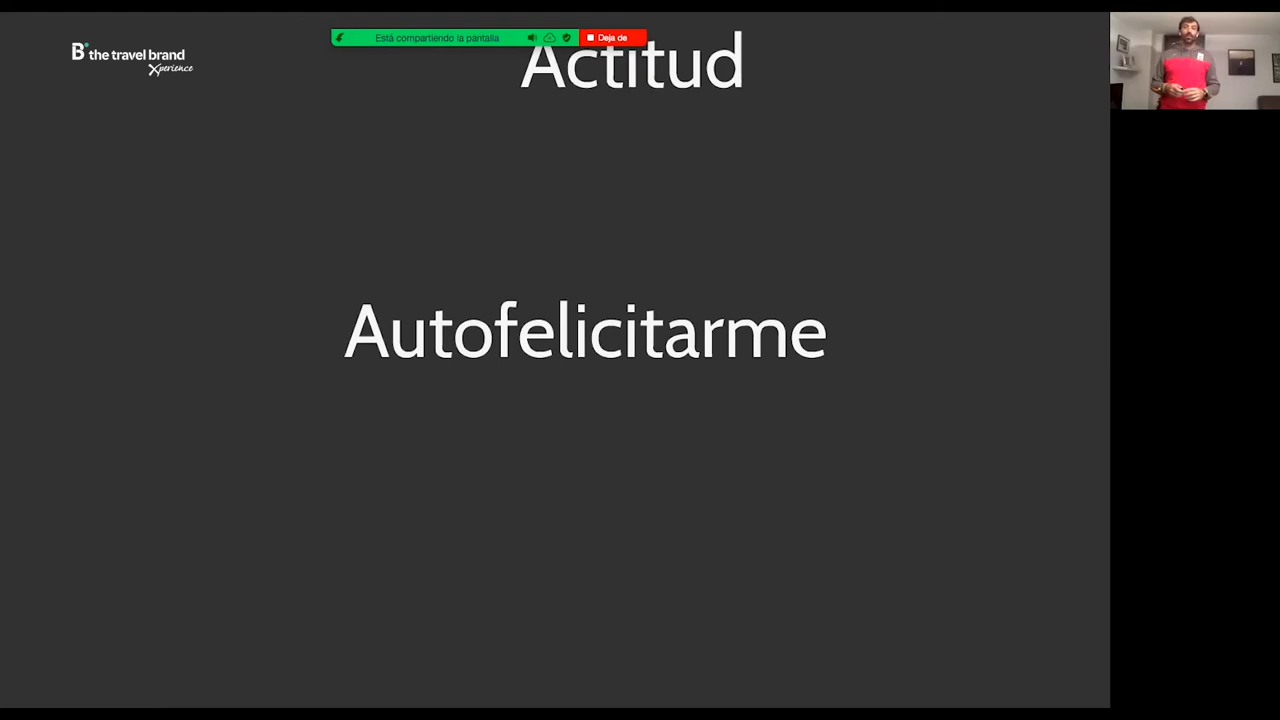 B the travel brand
Xperience
Está compartiendo la pantalla
Deja de
Actitud
Autofelicitarme